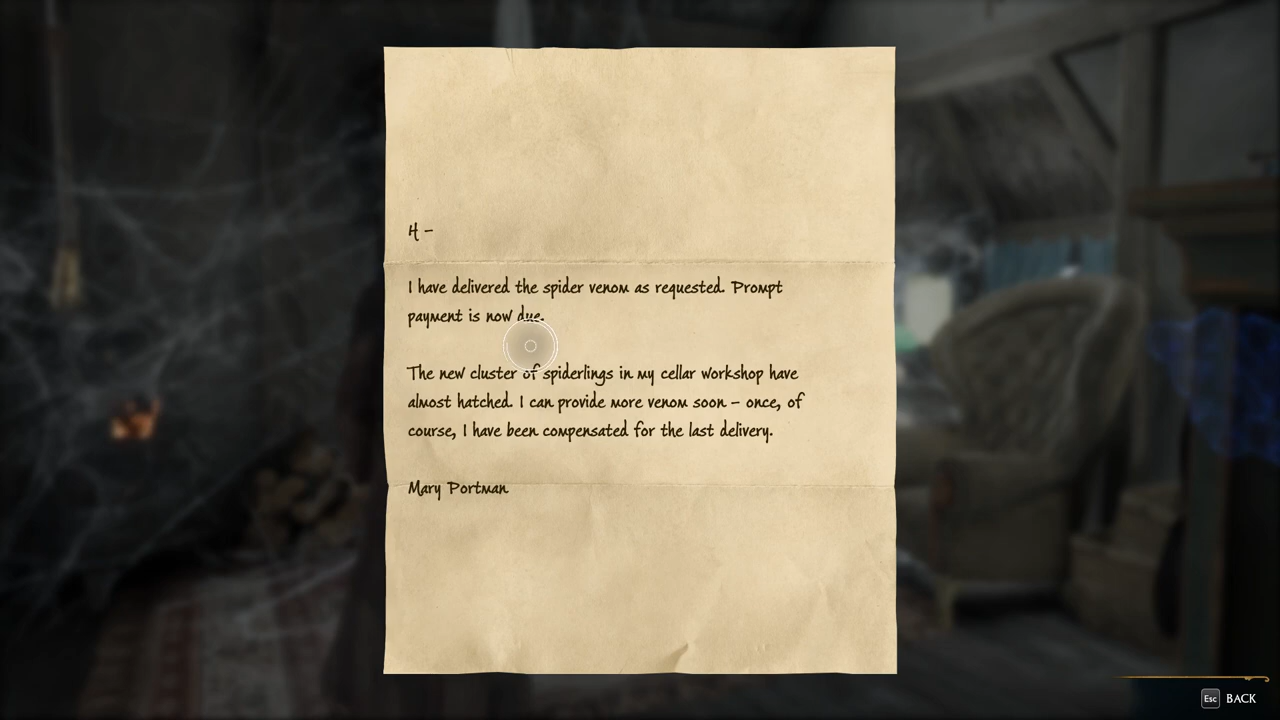 H –
I have delivered the spider venom as requested. Prompt
payment is now due.
The new cluster of spiderlings in my cellar workshop have
almost hatched. I can provide more venom soon – once, of
course, I have been compensated for the last delivery.
Mary Portman
Esc BACK